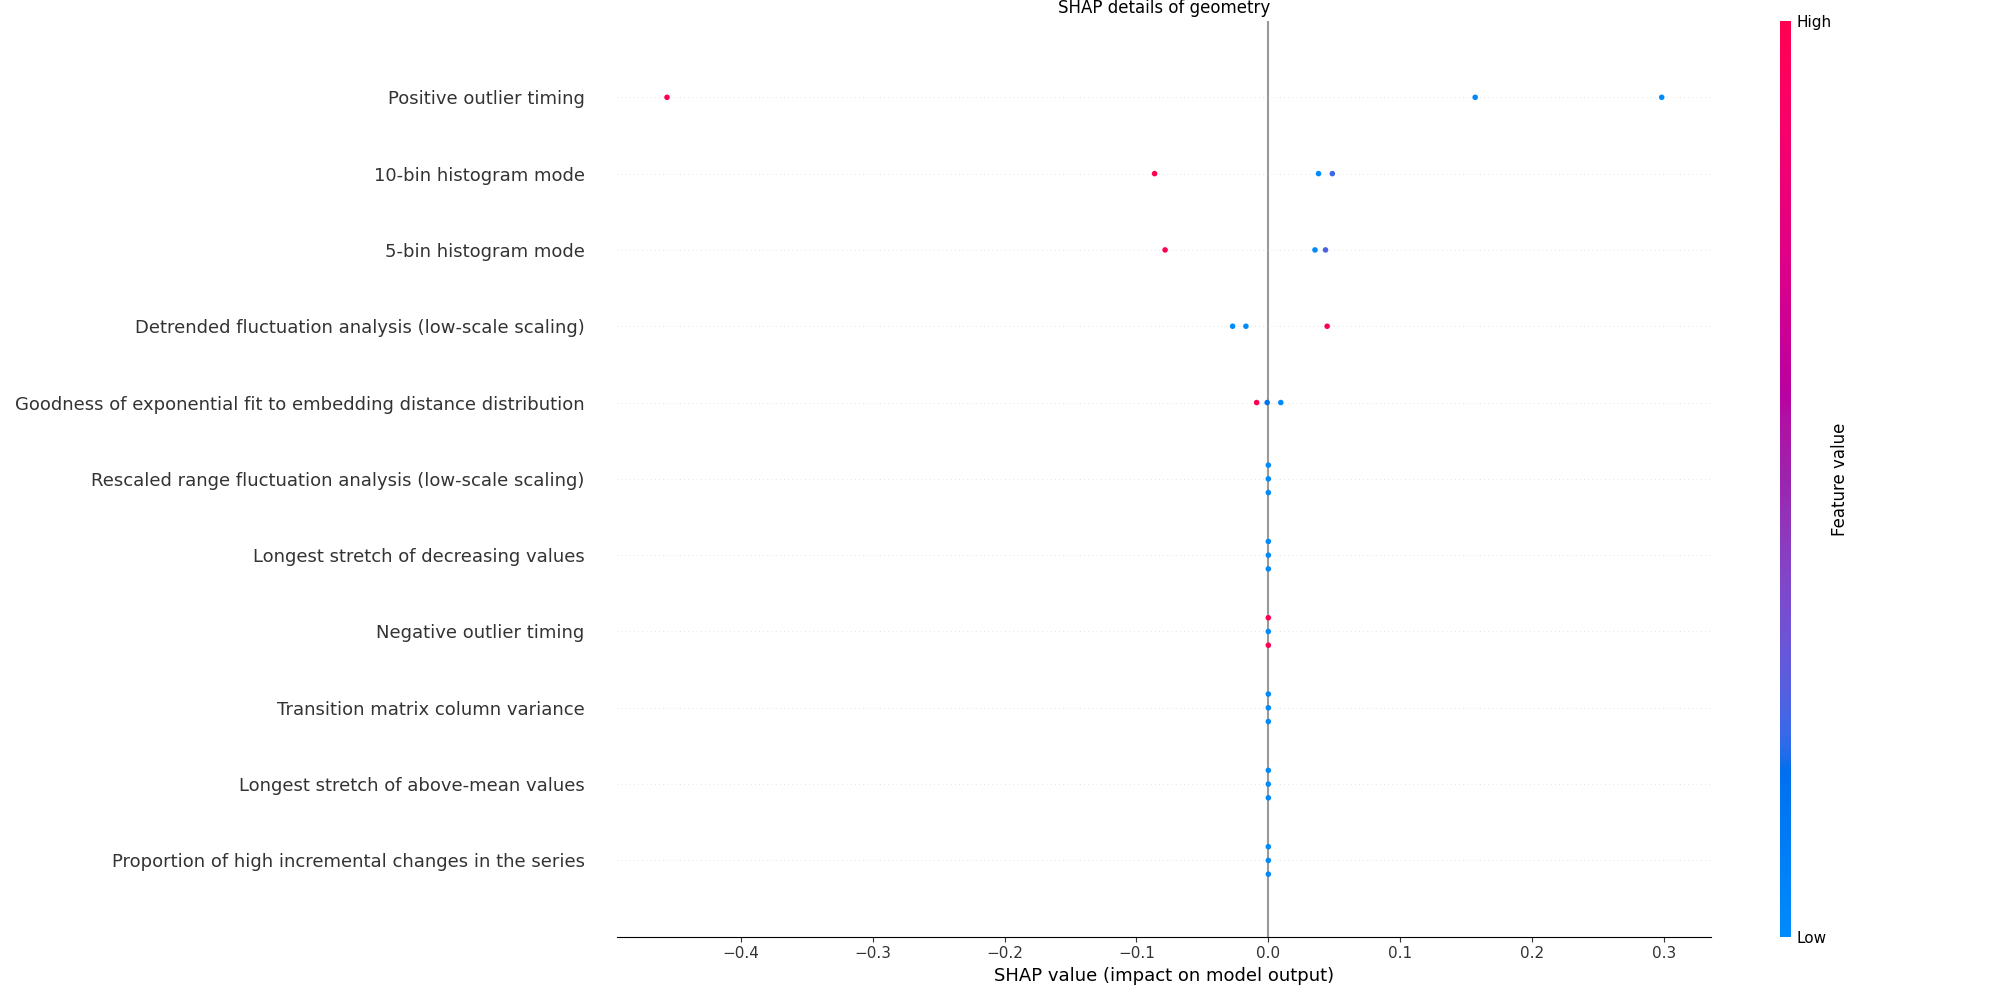 SHAP details of geometry
High
Positive outlier timing
10-bin histogram mode
5-bin histogram mode
Detrended fluctuation analysis (low-scale scaling)
Goodness of exponential fit to embedding distance distribution
Rescaled range fluctuation analysis (low-scale scaling)
Longest stretch of decreasing values
Negative outlier timing
Transition matrix column variance
Longest stretch of above-mean values
Proportion of high incremental changes in the series
Feature value
Low
−0.4 −0.3 −0.2 −0.1 0.0 0.1 0.2 0.3
SHAP value (impact on model output)